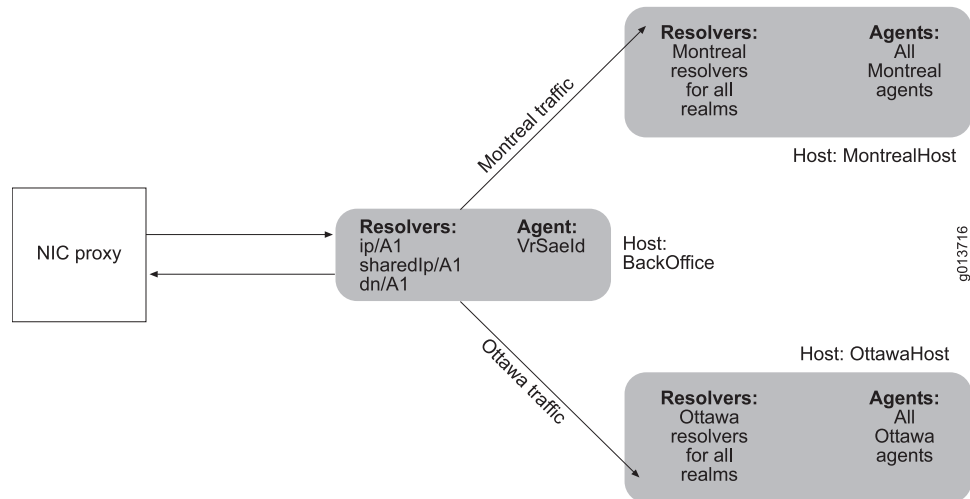 Resolvers:
Montreal
resolvers
for all
realms
Agents:
All
Montreal
agents
Host: MontrealHost
Montreal traffic
NIC proxy
Resolvers:
ip/A1
sharedIp/A1
dn/A1
Agent:
VrSaeId
Host:
BackOffice
g013716
Ottawa traffic
Host: OttawaHost
Resolvers:
Ottawa
resolvers
for all
realms
Agents:
All
Ottawa
agents